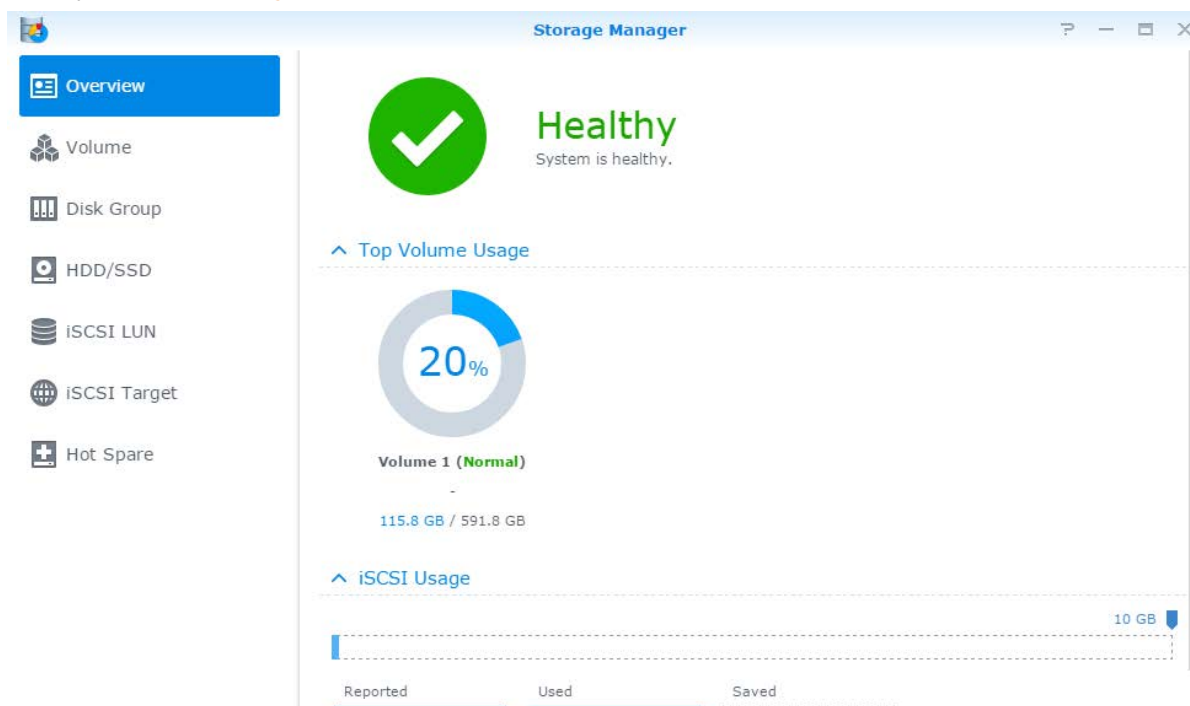 Storage Manager
Overview
Volume
Disk Group
HDD/SSD
iSCSI LUN
iSCSI Target
Hot Spare
Healthy
System is healthy.
Top Volume Usage
20%
Volume 1 (Normal)
-
115.8 GB / 591.8 GB
iSCSI Usage
10 GB
Reported Used Saved